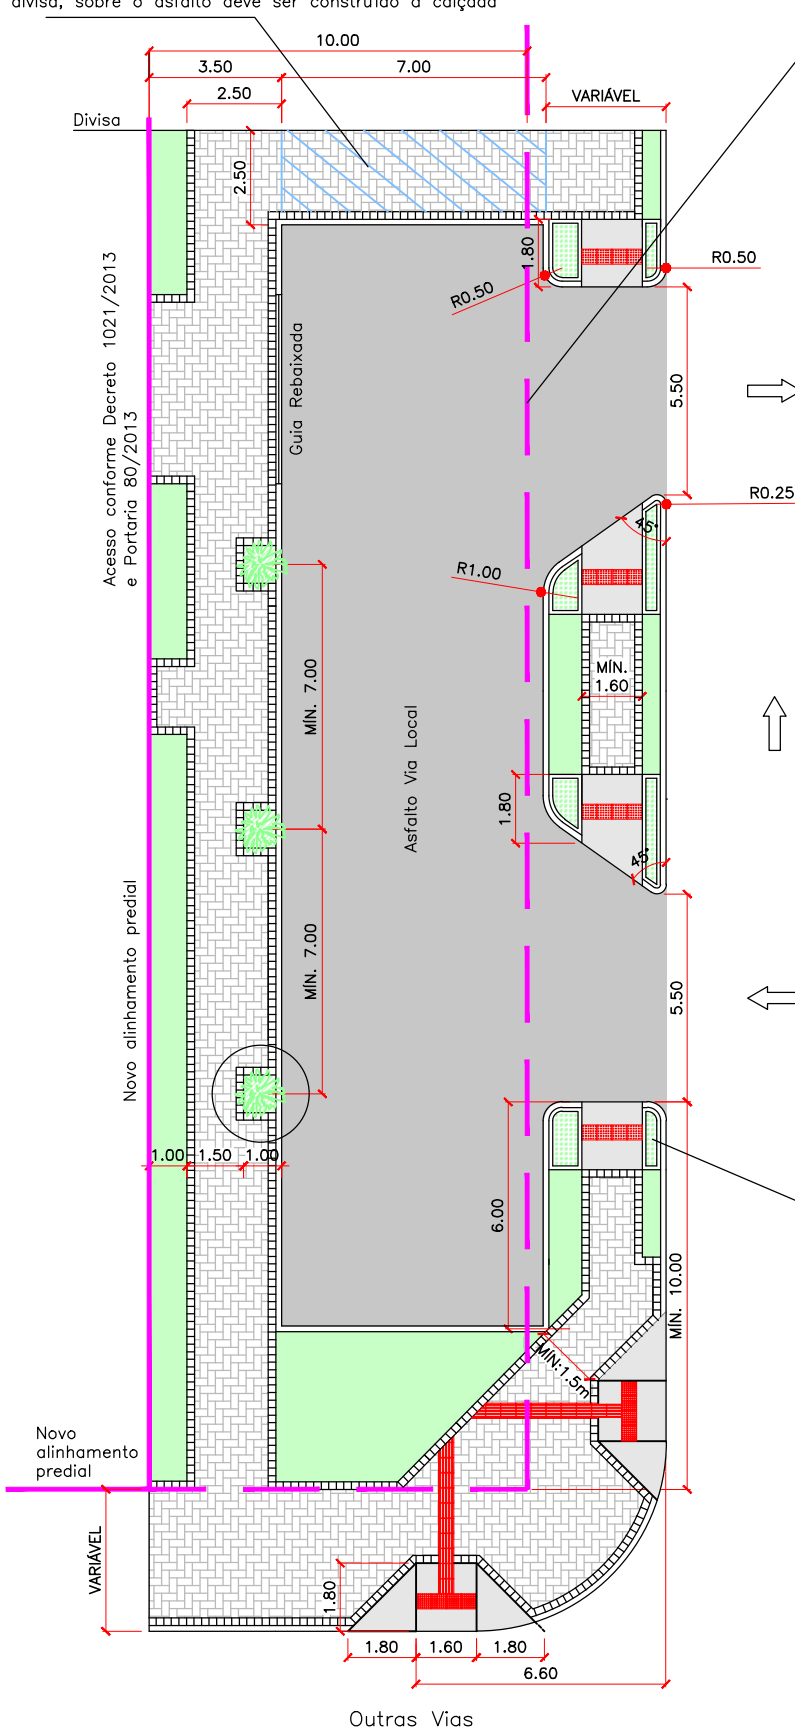 divisa, sobre o asfalto deve ser construído a calçada
10.00
3.50
7.00
2.50
VARIÁVEL
Divisa
2.50
1.80
R0.50
R0.50
Acesso conforme Decreto 1021/2013
e Portaria 80/2013
Guia Rebaixada
5.50
R0.25
45°
R1.00
MÍN. 7.00
MÍN.
1.60
Asfalto Via Local
1.80
45°
Novo alinhamento predial
MÍN. 7.00
5.50
1.00
1.50
1.00
6.00
MÍN. 10.00
MÍN:1.5m
Novo
alinhamento
predial
VARIÁVEL
1.80
1.80
1.60
1.80
6.60
Outras Vias